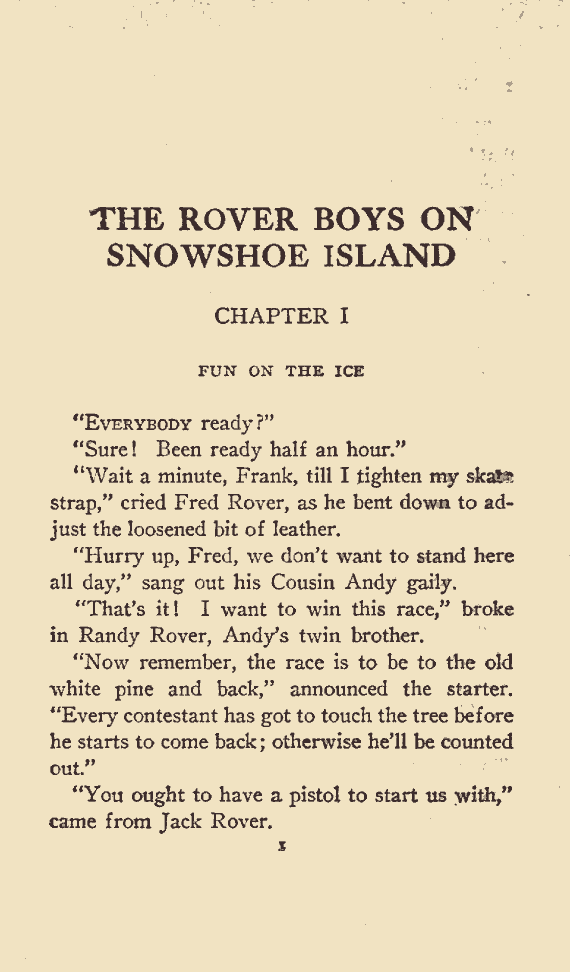 THE ROVER BOYS ON
SNOWSHOE ISLAND
CHAPTER I
FUN ON THE ICE
“EVERYBODY ready?”
“Sure! Been ready half an hour.”
“Wait a minute, Frank, till I tighten my skate
strap,” cried Fred Rover, as he bent down to ad-
just the loosened bit of leather.
“Hurry up, Fred, we don’t want to stand here
all day,” sang out his Cousin Andy gaily.
“That’s it! I want to win this race,” broke
in Randy Rover, Andy’s twin brother.
“Now remember, the race is to be to the old
white pine and back,” announced the starter.
“Every contestant has got to touch the tree before
he starts to come back; otherwise he’ll be counted
out.”
“You ought to have a pistol to start us with,”
came from Jack Rover.
1